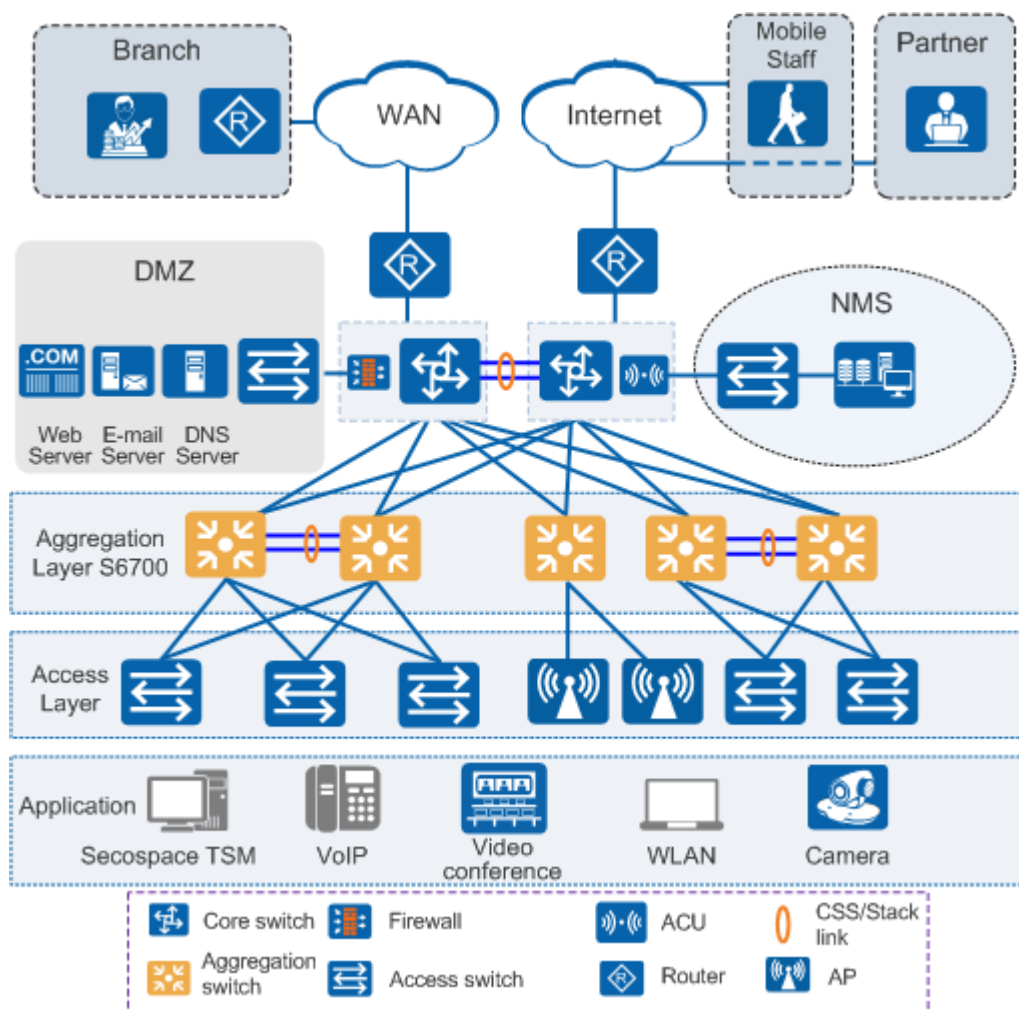 Branch
WAN
Internet
Mobile
Staff
Partner
R
R
R
DMZ
NMS
.COM
Web
Server
E-mail
Server
DNS
Server
Aggregation
Layer S6700
Access
Layer
Application
Secospace TSM
VoIP
Video
conference
WLAN
Camera
Core switch
Firewall
ACU
CSS/Stack
link
Aggregation
switch
Access switch
R
Router
AP